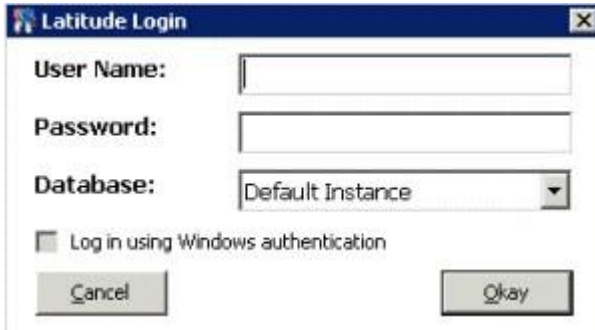 Latitude Login
User Name:
Password:
Database: Default Instance
Log in using Windows authentication
Cancel Okay